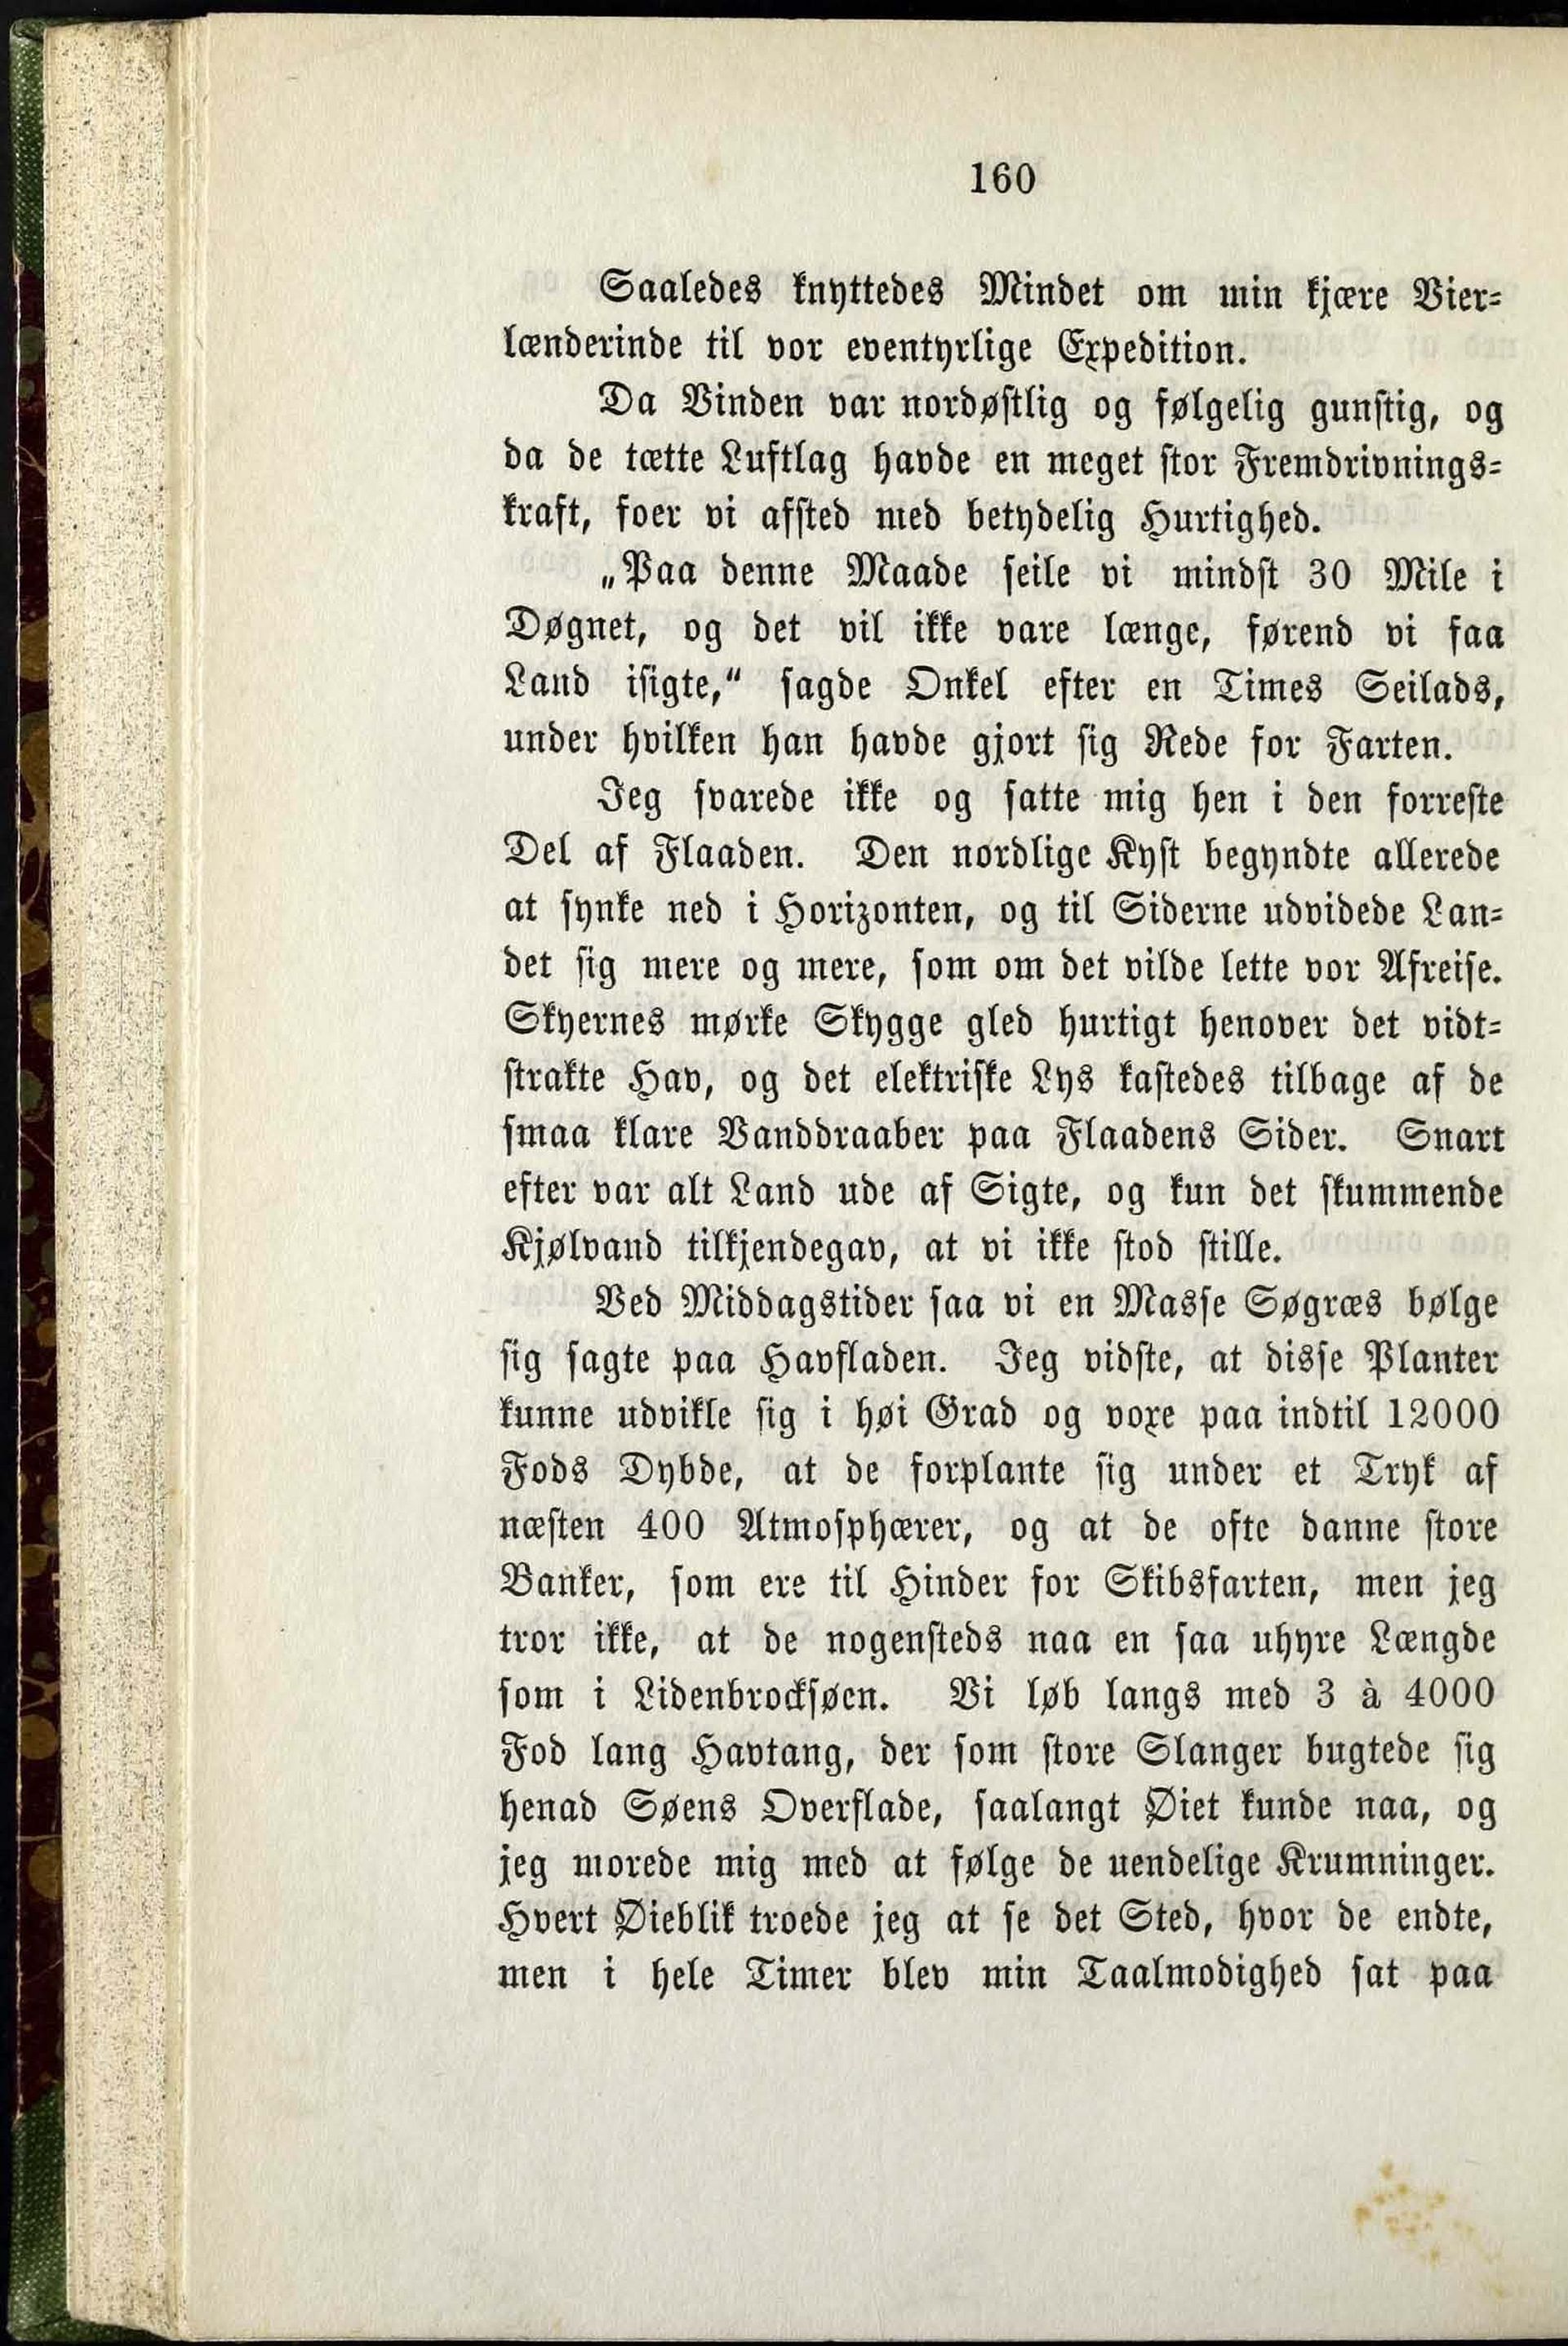 160
Saaledes knyttedes Mindet om min kjære Vier-
lænderinde til vor eventyrlige Expedition.
Da Vinden var nordøstlig og følgelig gunstig, og
da de tætte Luftlag havde en meget stor Fremdrivnings-
kraft, foer vi afsted med betydelig Hurtighed.
„Paa denne Maade seile vi mindst 30 Mile i
Døgnet, og det vil ikke vare længe, førend vi faa
Land isigte,“ sagde Onkel efter en Times Seilads,
under hvilken han havde gjort sig Rede for Farten.
Jeg svarede ikke og satte mig hen i den forreste
Del af Flaaden. Den nordlige Kyst begyndte allerede
at synke ned i Horizonten, og til Siderne udvidede Lan-
det sig mere og mere, som om det vilde lette vor Afreise.
Skyernes mørke Skygge gled hurtigt henover det vidt-
strakte Hav, og det elektriske Lys kastedes tilbage af de
smaa klare Vanddraaber paa Flaadens Sider. Snart
efter var alt Land ude af Sigte, og kun det skummende
Kjølvand tilkjendegav, at vi ikke stod stille.
Ved Middagstider saa vi en Masse Søgræs bølge
sig sagte paa Havfladen. Jeg vidste, at disse Planter
kunne udvikle sig i høi Grad og voxe paa indtil 12000
Fods Dybde, at de forplante sig under et Tryk af
næsten 400 Atmosphærer, og at de ofte danne store
Banker, som ere til Hinder for Skibsfarten, men jeg
tror ikke, at de nogensteds naa en saa uhyre Længde
som i Lidenbrocksøen. Vi løb langs med 3 à 4000
Fod lang Havtang, der som store Slanger bugtede sig
henad Søens Overflade, saalangt Øiet kunde naa, og
jeg morede mig med at følge de uendelige Krumninger.
Hvert Øieblik troede jeg at se det Sted, hvor de endte,
men i hele Timer blev min Taalmodighed sat paa